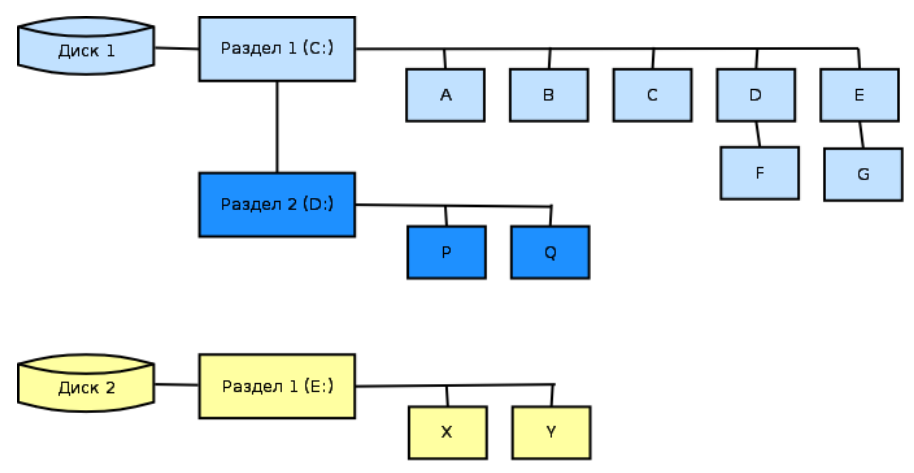 Диск 1
Раздел 1 (C:)
A
B
C
D
E
F
G
Раздел 2 (D:)
P
Q
Диск 2
Раздел 1 (E:)
X
Y